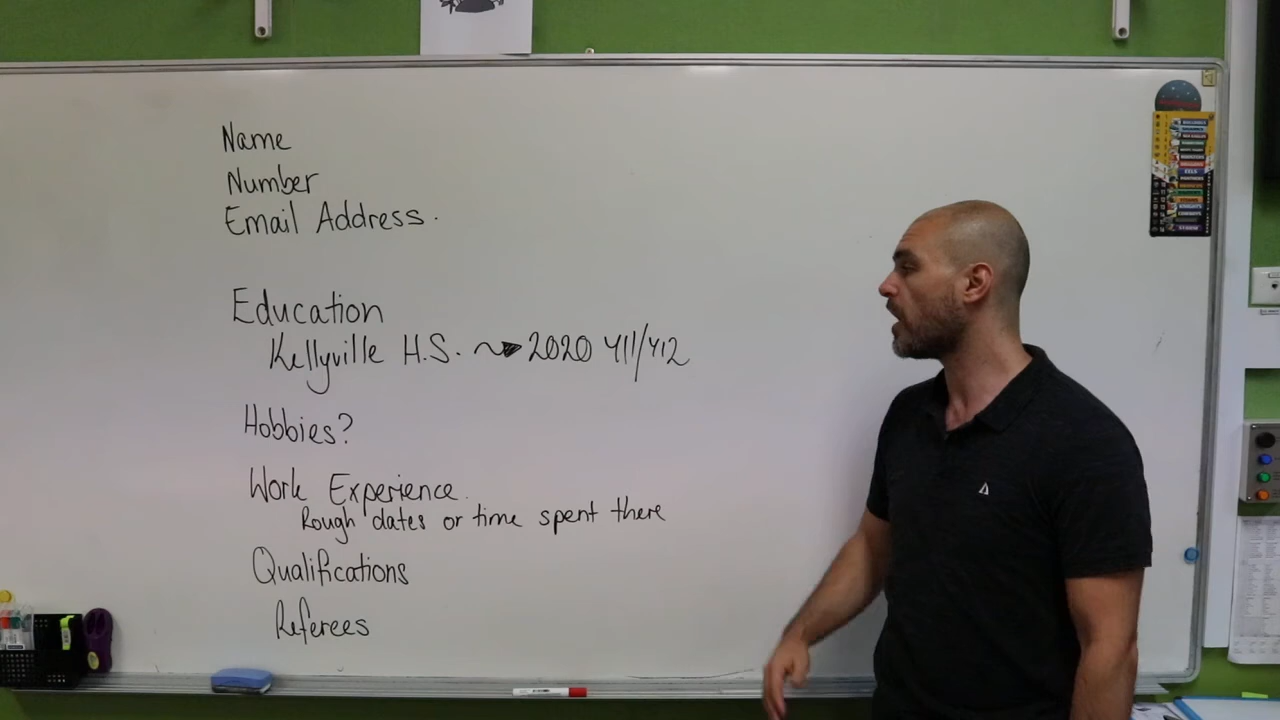 Name
Number
Email Address.
Education
Kellyville H.S. → 2020 Y11/Y12
Hobbies?
Work Experience.
Rough dates or time spent there
Qualifications
Referees